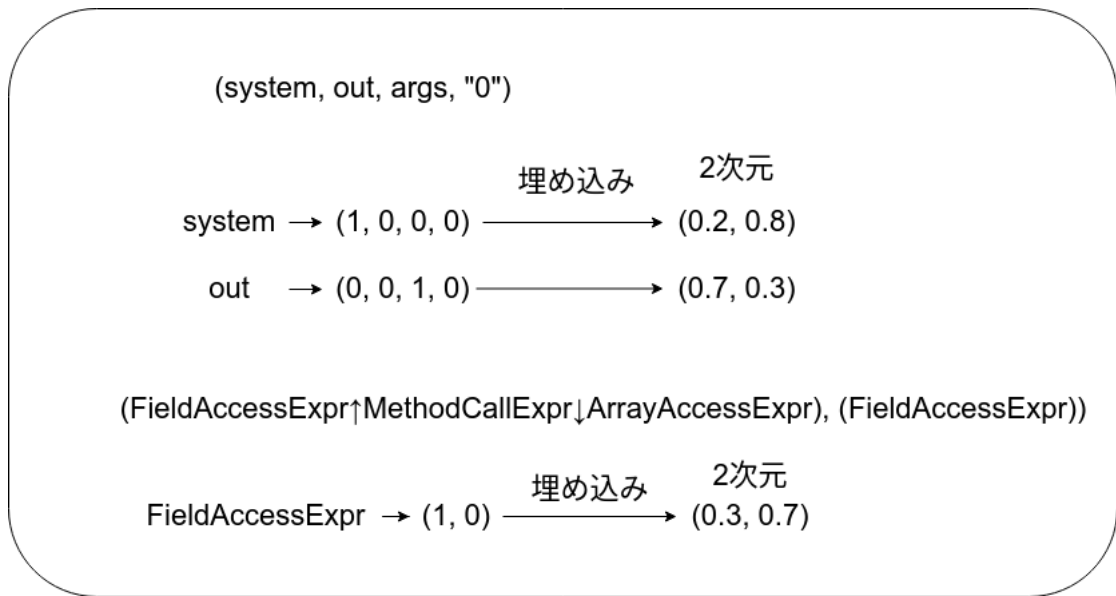 (system, out, args, "0")
埋め込み 2次元
system → (1, 0, 0, 0) → (0.2, 0.8)
out → (0, 0, 1, 0) → (0.7, 0.3)
(FieldAccessExpr↑MethodCallExpr↓ArrayAccessExpr), (FieldAccessExpr))
埋め込み 2次元
FieldAccessExpr → (1, 0) → (0.3, 0.7)